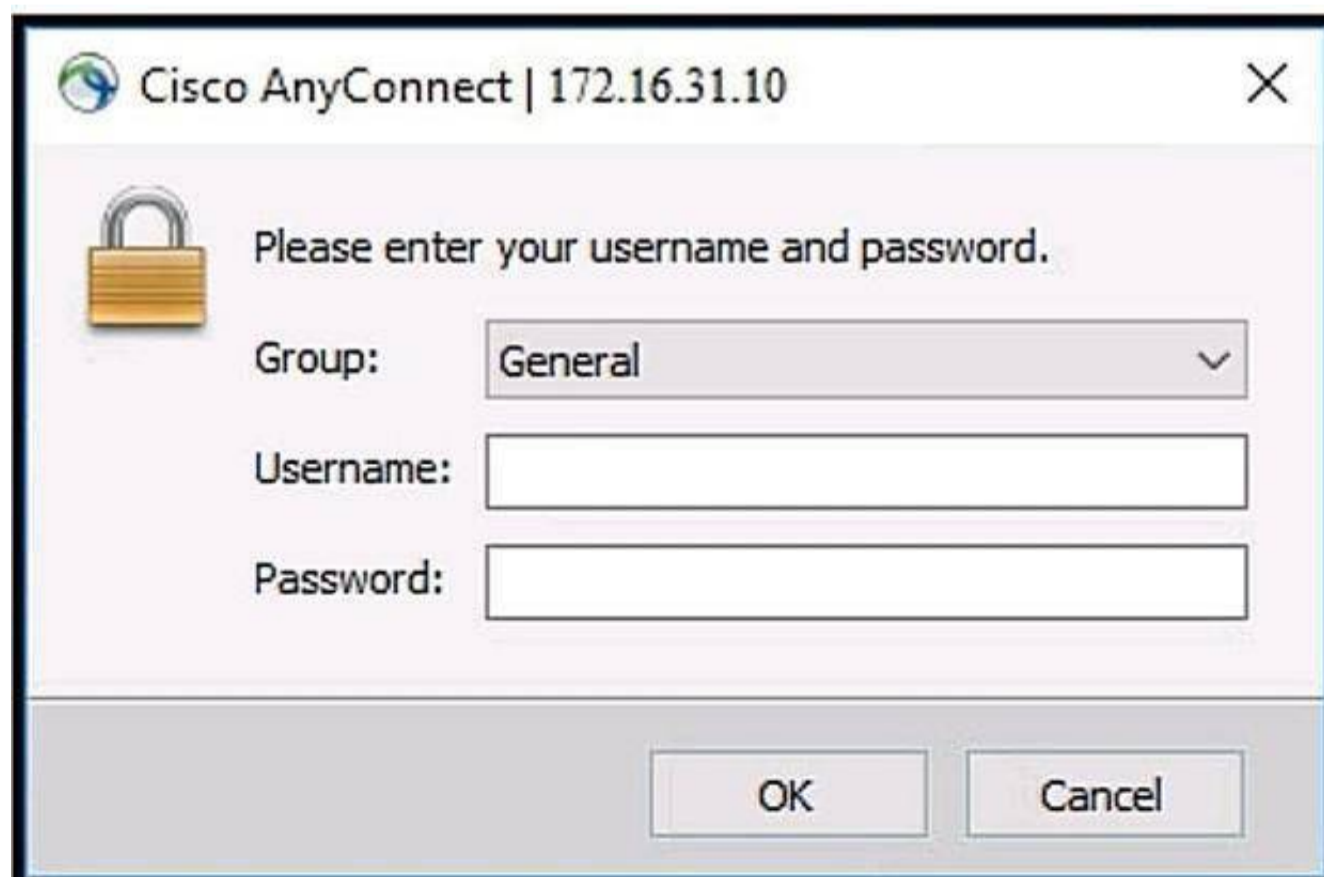 Cisco AnyConnect | 172.16.31.10
Please enter your username and password.
Group: General
Username:
Password:
OK Cancel